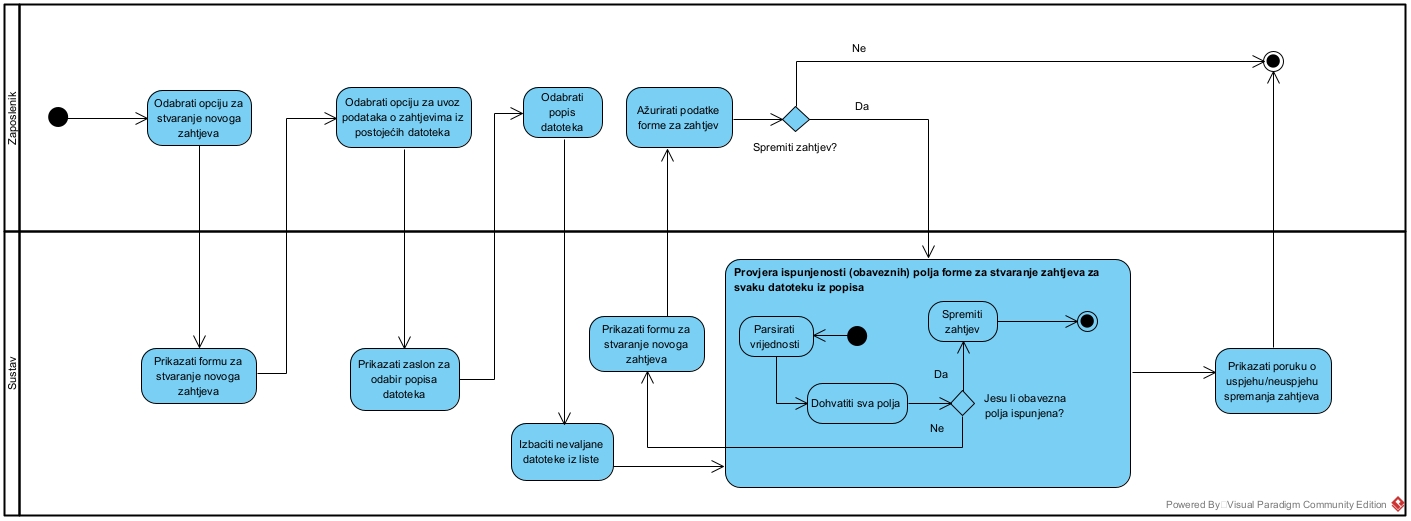 Zaposlenik
Odabrati opciju za
stvaranje novoga
zahtjeva
Odabrati opciju za uvoz
podataka o zahtjevima iz
postojećih datoteka
Odabrati
popis
datoteka
Ažurirati podatke
forme za zahtjev
Ne
Da
Spremiti zahtjev?
Sustav
Prikazati formu za
stvaranje novoga
zahtjeva
Prikazati zaslon za
odabir popisa
datoteka
Izbaciti nevaljane
datoteke iz liste
Prikazati formu za
stvaranje novoga
zahtjeva
Provjera ispunjenosti (obaveznih) polja forme za stvaranje zahtjeva za
svaku datoteku iz popisa
Parsirati
vrijednosti
Dohvatiti sva polja
Spremiti
zahtjev
Da
Jesu li obavezna
polja ispunjena?
Ne
Prikazati poruku o
uspjehu/neuspjehu
spremanja zahtjeva
Powered By Visual Paradigm Community Edition